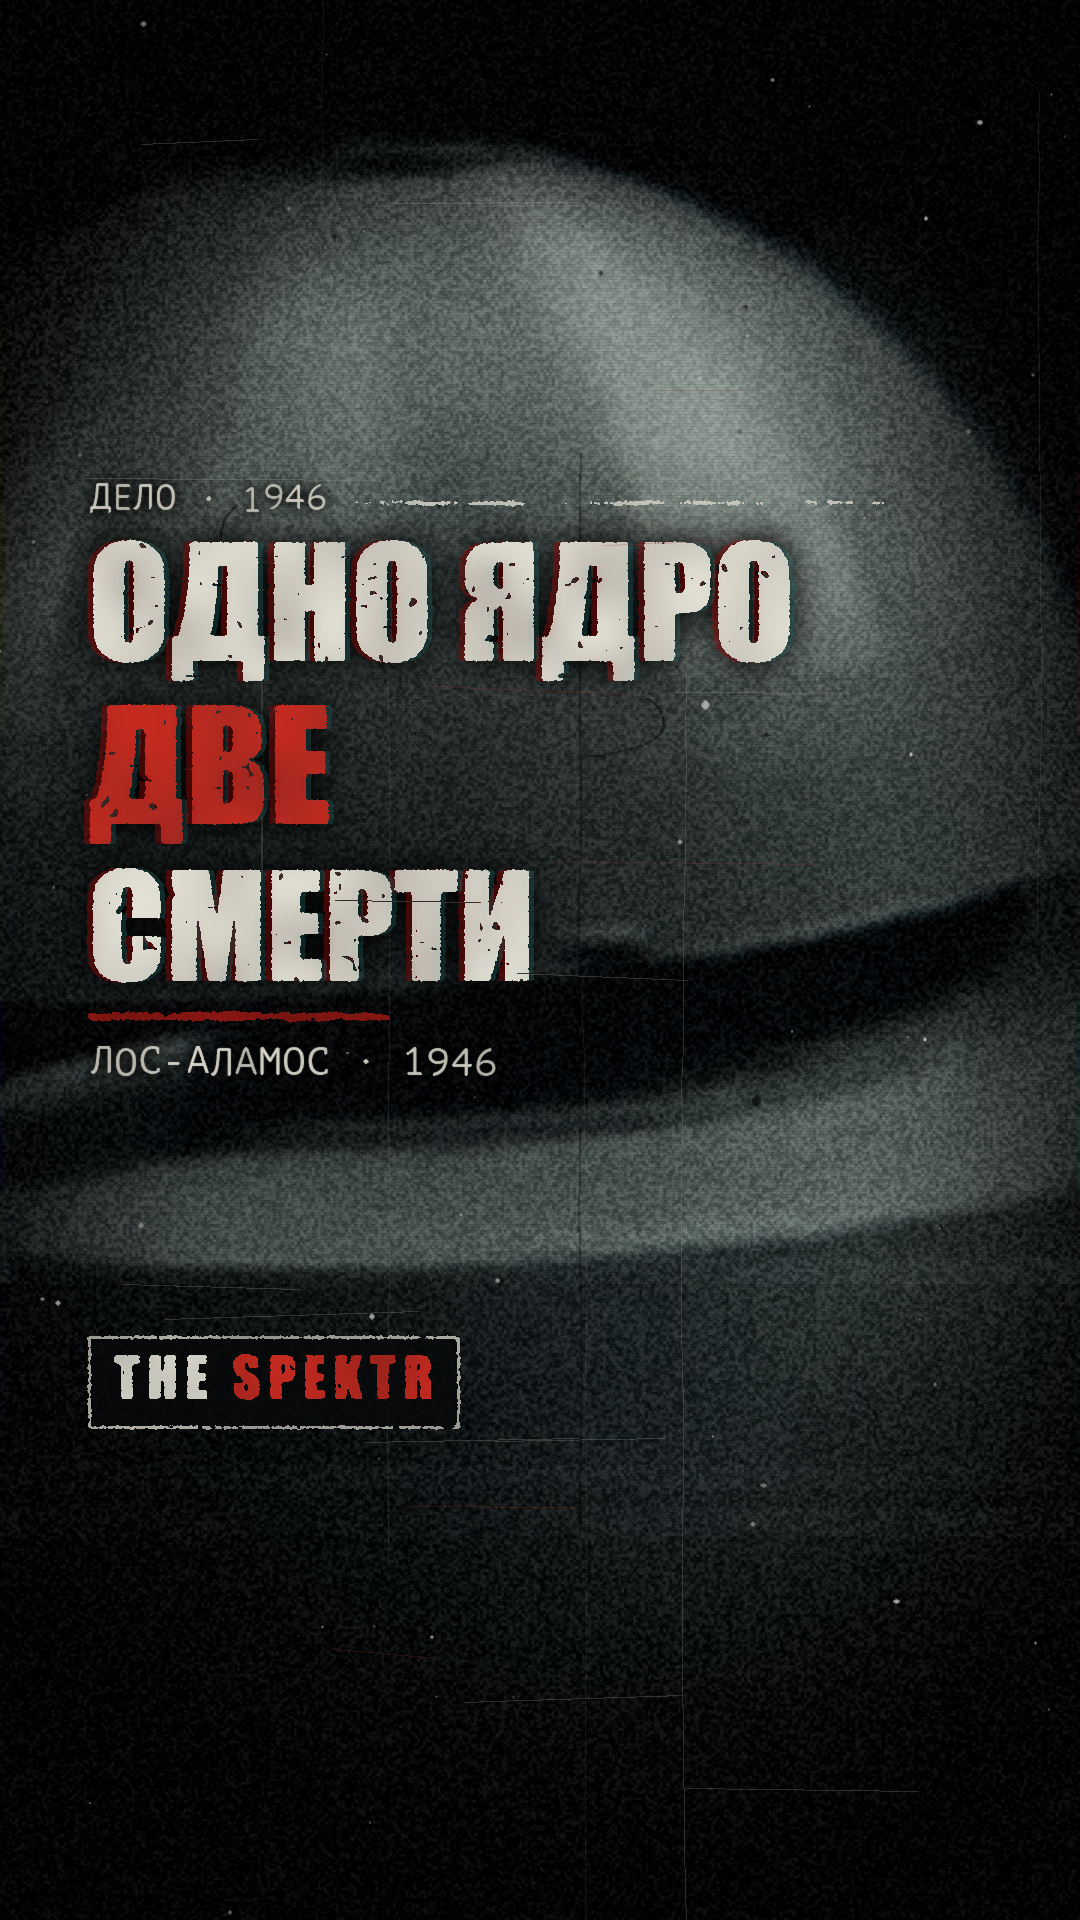 ДЕЛО · 1946
ОДНО ЯДРО
ДВЕ
СМЕРТИ
ЛОС-АЛАМОС · 1946
THE SPEKTR